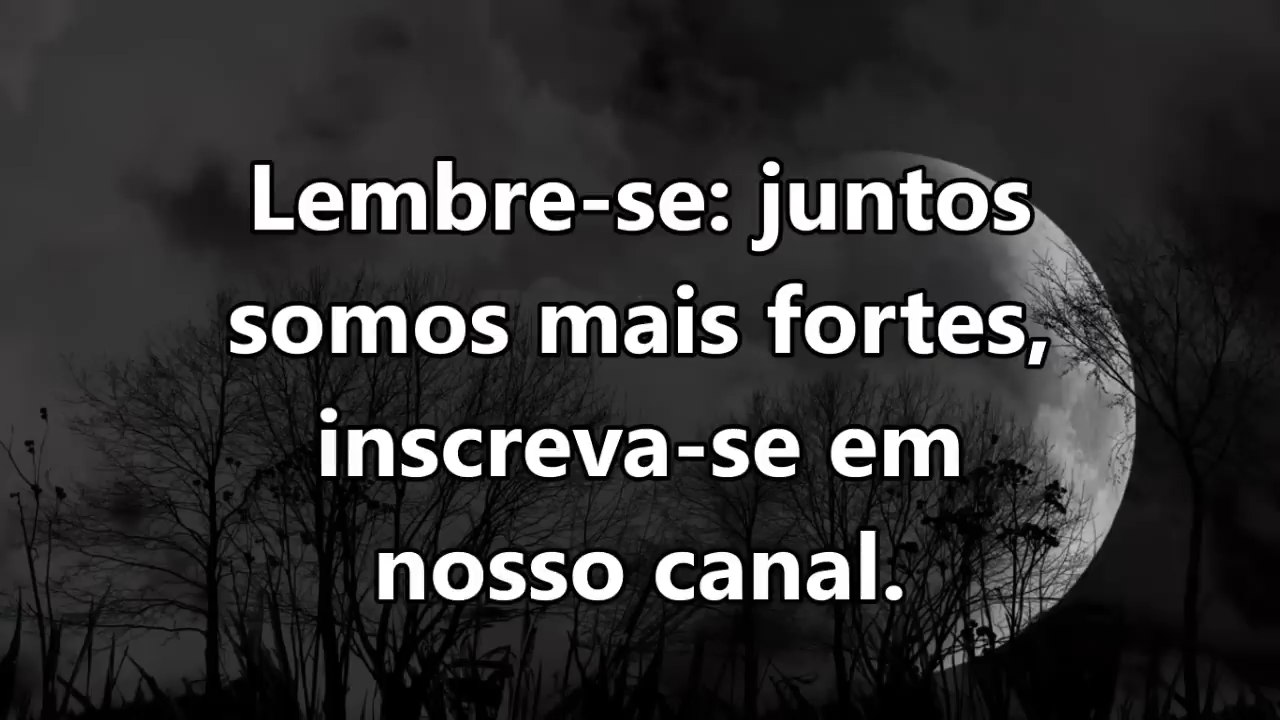 Lembre-se: juntos
somos mais fortes,
inscreva-se em
nosso canal.